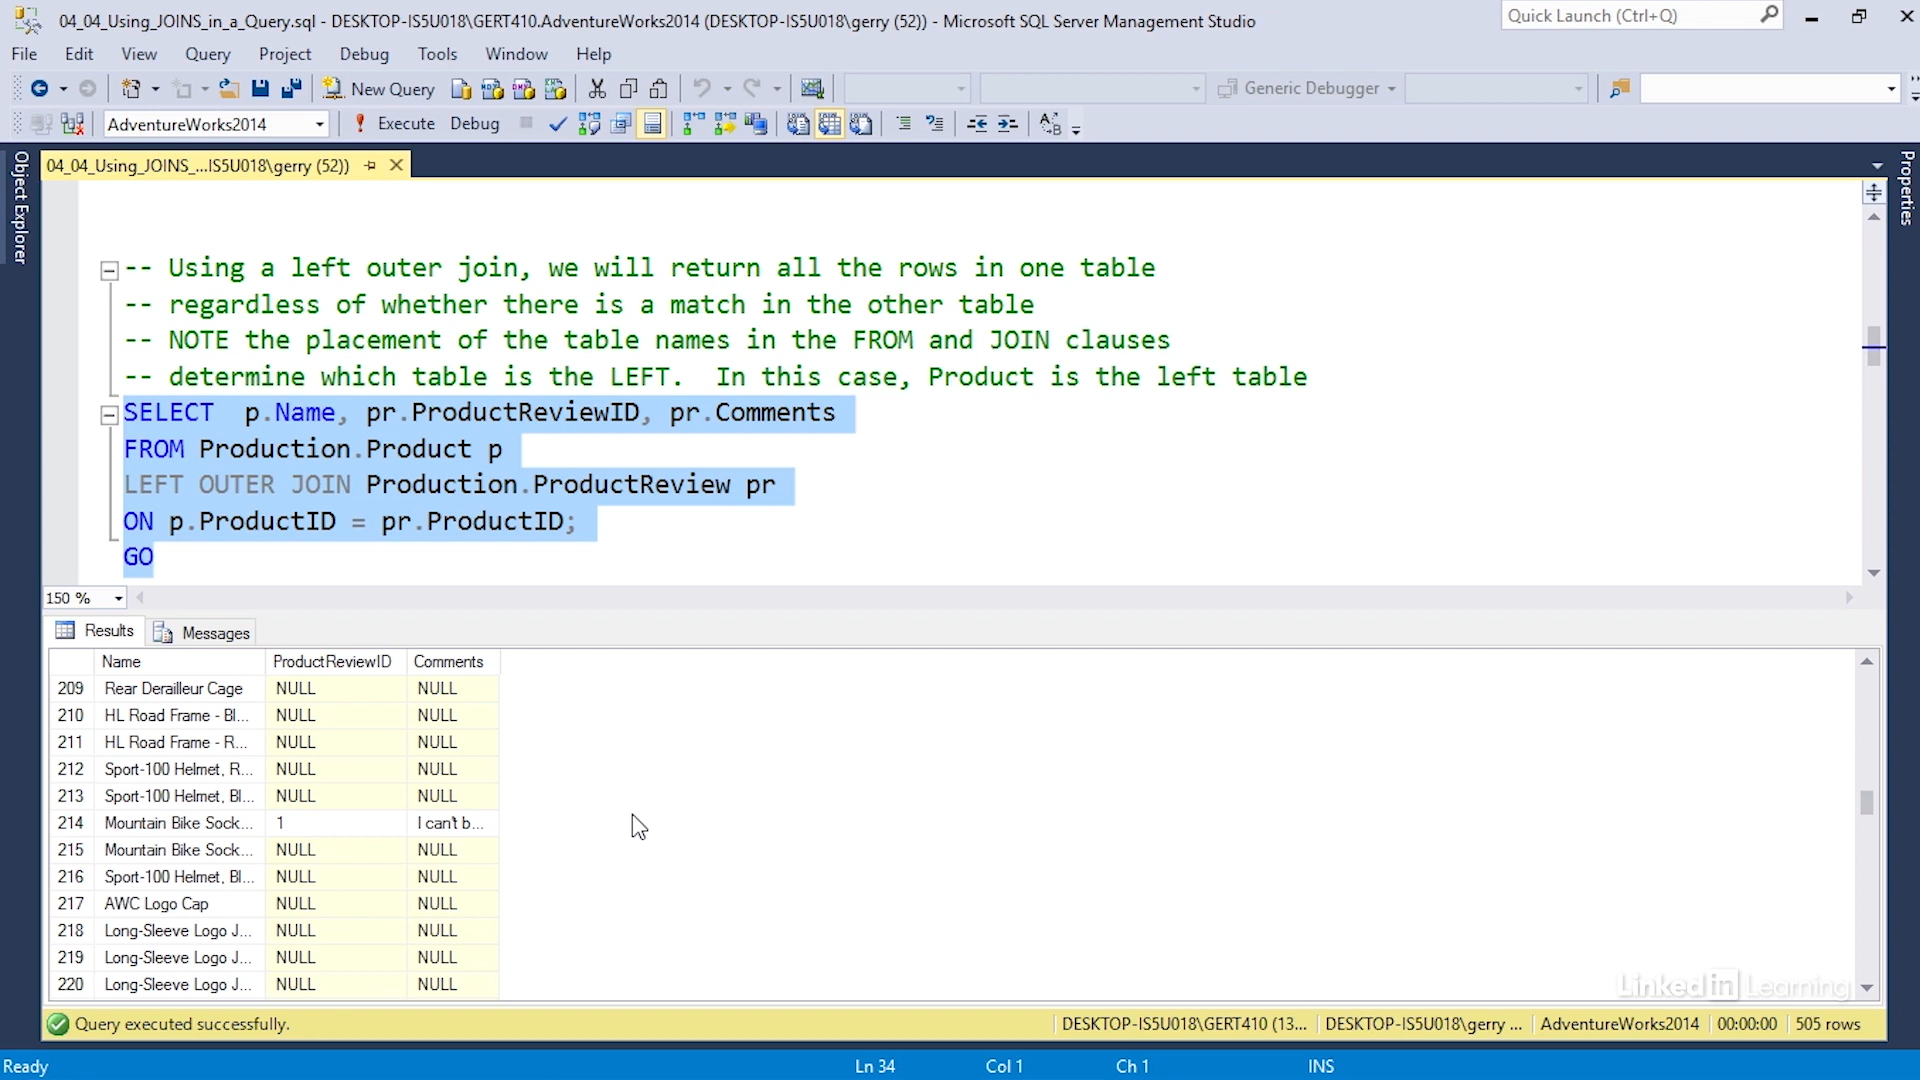 04_04_Using_JOINS_in_a_Query.sql - DESKTOP-IS5U018\GERT410.AdventureWorks2014 (DESKTOP-IS5U018\gerry (52)) - Microsoft SQL Server Management Studio
Quick Launch (Ctrl+Q)
File Edit View Query Project Debug Tools Window Help
New Query
Generic Debugger
AdventureWorks2014
Execute Debug
Object Explorer
04_04_Using_JOINS_...IS5U018\gerry (52))
Properties
-- Using a left outer join, we will return all the rows in one table
-- regardless of whether there is a match in the other table
-- NOTE the placement of the table names in the FROM and JOIN clauses
-- determine which table is the LEFT.  In this case, Product is the left table
SELECT  p.Name, pr.ProductReviewID, pr.Comments
FROM Production.Product p
LEFT OUTER JOIN Production.ProductReview pr
ON p.ProductID = pr.ProductID;
GO
150 %
Results Messages
Name ProductReviewID Comments
209 Rear Derailleur Cage NULL NULL
210 HL Road Frame - Bl... NULL NULL
211 HL Road Frame - R... NULL NULL
212 Sport-100 Helmet, R... NULL NULL
213 Sport-100 Helmet, Bl... NULL NULL
214 Mountain Bike Sock... 1 I can't b...
215 Mountain Bike Sock... NULL NULL
216 Sport-100 Helmet, Bl... NULL NULL
217 AWC Logo Cap NULL NULL
218 Long-Sleeve Logo J... NULL NULL
219 Long-Sleeve Logo J... NULL NULL
220 Long-Sleeve Logo J... NULL NULL
LinkedIn Learning
Query executed successfully. DESKTOP-IS5U018\GERT410 (13... DESKTOP-IS5U018\gerry ... AdventureWorks2014 00:00:00 505 rows
Ready Ln 34 Col 1 Ch 1 INS